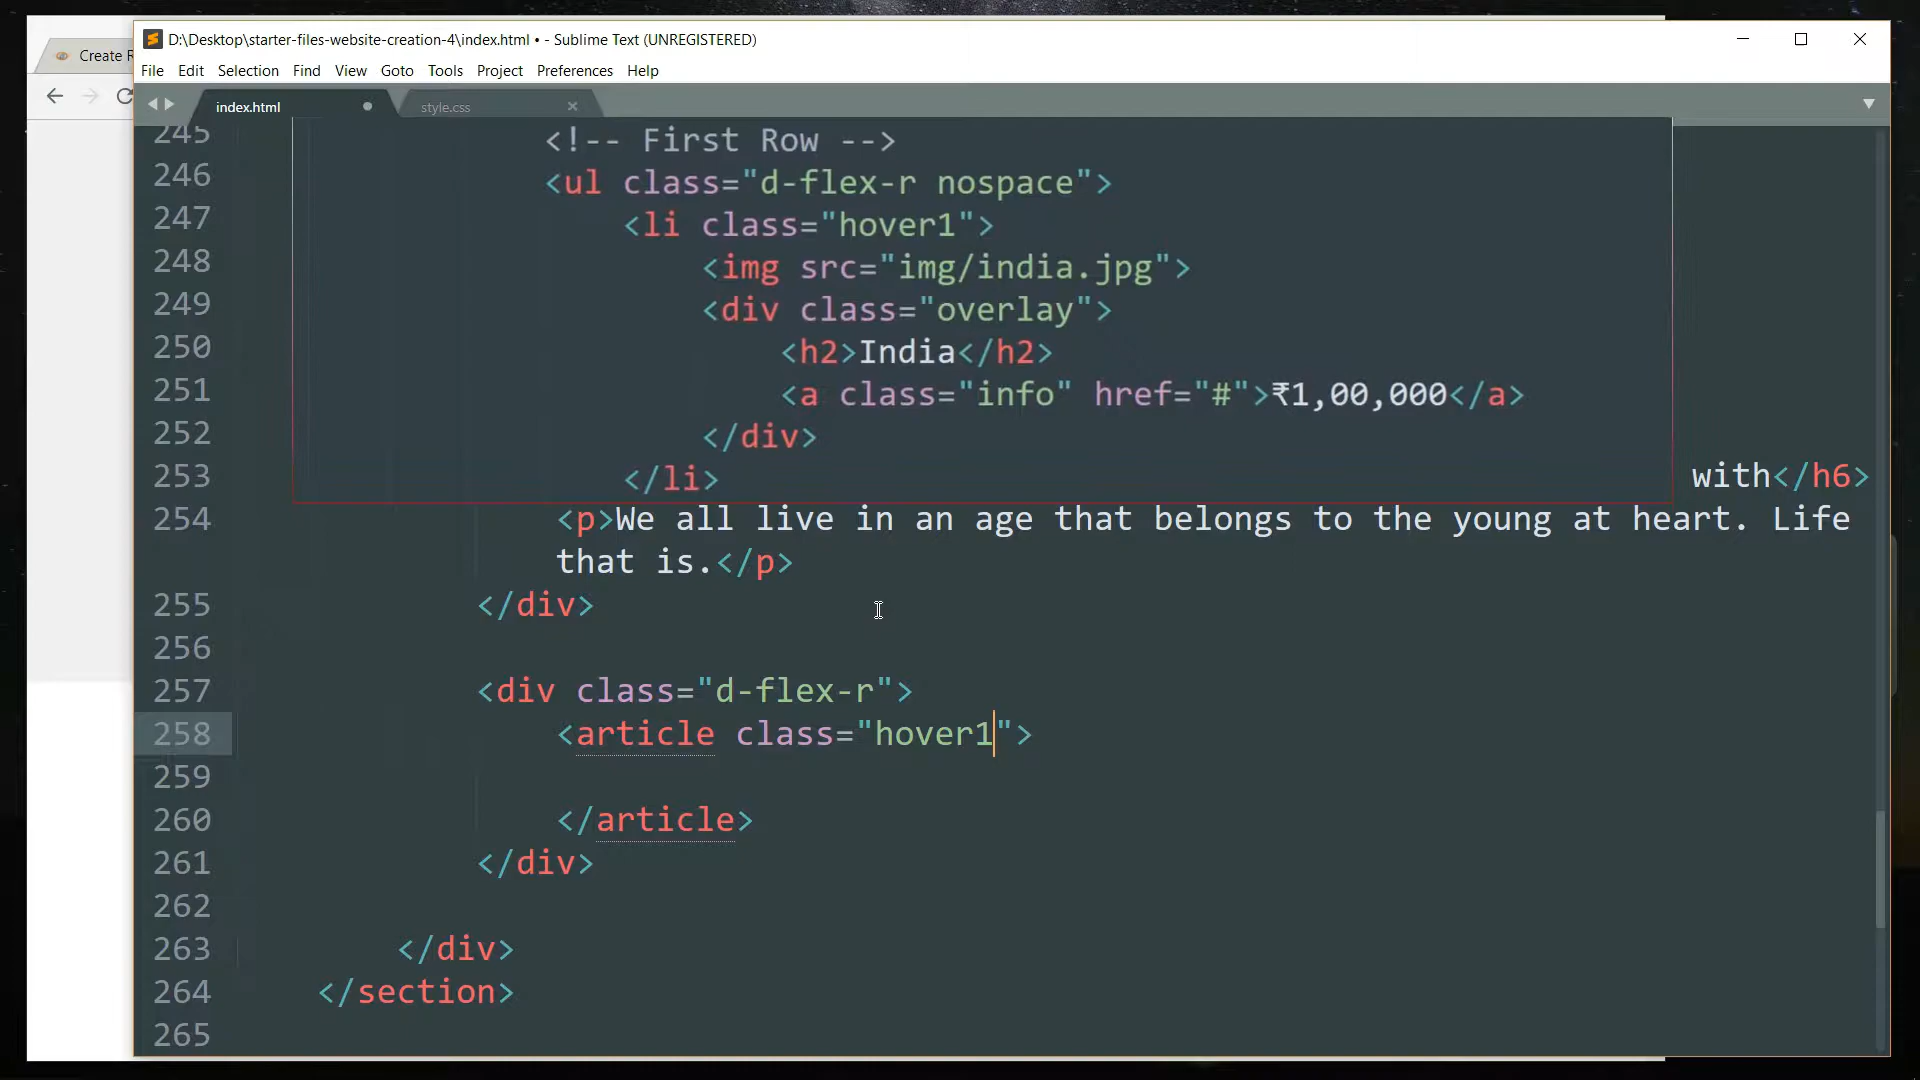 D:\Desktop\starter-files-website-creation-4\index.html • - Sublime Text (UNREGISTERED)
Create
File Edit Selection Find View Goto Tools Project Preferences Help
index.html
style.css
245 <!-- First Row -->
246 <ul class="d-flex-r nospace">
247 <li class="hover1">
248 <img src="img/india.jpg">
249 <div class="overlay">
250 <h2>India</h2>
251 <a class="info" href="#">₹1,00,000</a>
252 </div>
253 </li> with</h6>
254 <p>We all live in an age that belongs to the young at heart. Life
that is.</p>
255 </div>
256
257 <div class="d-flex-r">
258 <article class="hover1">
259
260 </article>
261 </div>
262
263 </div>
264 </section>
265